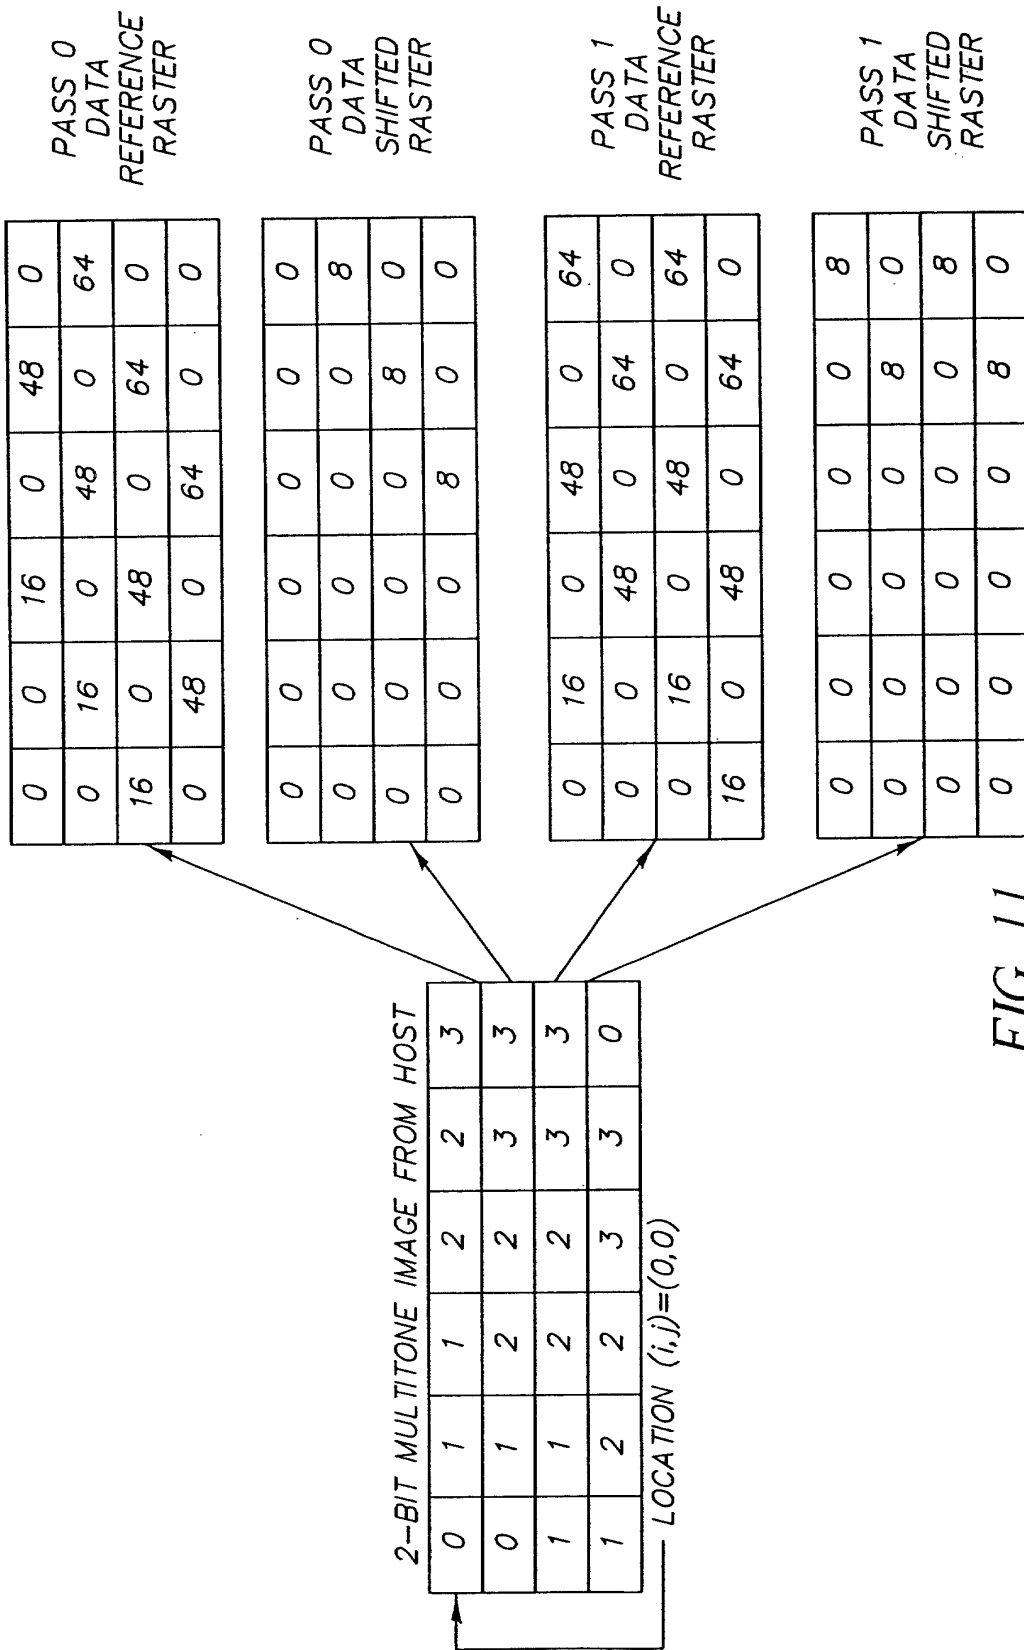 2-BIT MULTITONE IMAGE FROM HOST
0 1 1 2 2 3
0 1 2 2 3 3
1 1 2 2 3 3
1 2 2 3 3 0
LOCATION (i,j)=(0,0)
0 0 16 0 48 0
0 16 0 48 0 64
16 0 48 0 64 0
0 48 0 64 0 0
PASS 0
DATA
REFERENCE
RASTER
0 0 0 0 0 0
0 0 0 0 0 8
0 0 0 0 8 0
0 0 0 8 0 0
PASS 0
DATA
SHIFTED
RASTER
0 16 0 48 0 64
0 0 48 0 64 0
0 16 0 48 0 64
16 0 48 0 64 0
PASS 1
DATA
REFERENCE
RASTER
0 0 0 0 0 8
0 0 0 0 8 0
0 0 0 0 0 8
0 0 0 0 8 0
PASS 1
DATA
SHIFTED
RASTER
FIG. 11